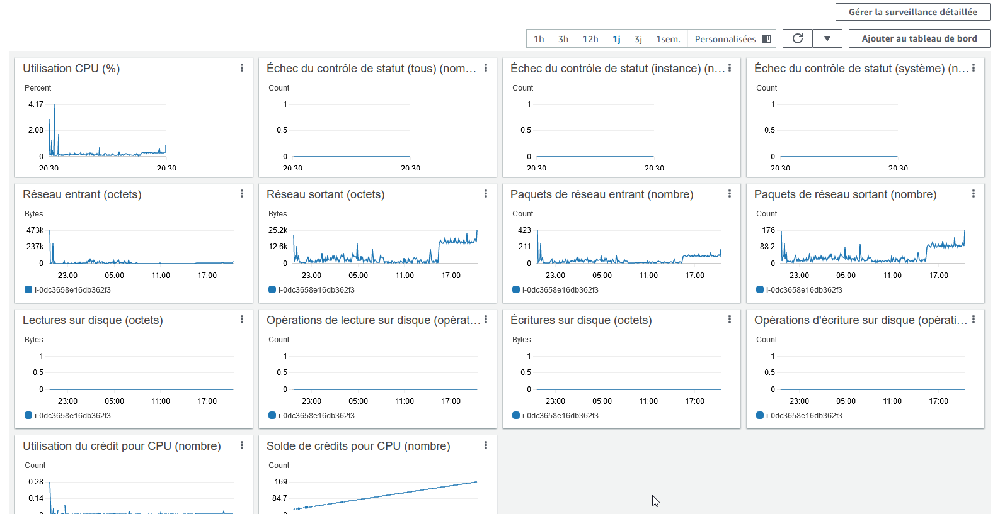 Gérer la surveillance détaillée
1h 3h 12h 1j 3j 1sem. Personnalisées
Ajouter au tableau de bord
Utilisation CPU (%)
Percent
4.17
2.08
0
20:30 20:30
Échec du contrôle de statut (tous) (nom…
Count
1
0.5
0
20:30 20:30
Échec du contrôle de statut (instance) (n…
Count
1
0.5
0
20:30 20:30
Échec du contrôle de statut (système) (n…
Count
1
0.5
0
20:30 20:30
Réseau entrant (octets)
Bytes
473k
237k
0
23:00 05:00 11:00 17:00
i-0dc3658e16db362f3
Réseau sortant (octets)
Bytes
25.2k
12.6k
0
23:00 05:00 11:00 17:00
i-0dc3658e16db362f3
Paquets de réseau entrant (nombre)
Count
423
211
0
23:00 05:00 11:00 17:00
i-0dc3658e16db362f3
Paquets de réseau sortant (nombre)
Count
176
88.2
0
23:00 05:00 11:00 17:00
i-0dc3658e16db362f3
Lectures sur disque (octets)
Bytes
1
0.5
0
23:00 05:00 11:00 17:00
i-0dc3658e16db362f3
Opérations de lecture sur disque (opérat…
Count
1
0.5
0
23:00 05:00 11:00 17:00
i-0dc3658e16db362f3
Écritures sur disque (octets)
Bytes
1
0.5
0
23:00 05:00 11:00 17:00
i-0dc3658e16db362f3
Opérations d'écriture sur disque (opérati…
Count
1
0.5
0
23:00 05:00 11:00 17:00
i-0dc3658e16db362f3
Utilisation du crédit pour CPU (nombre)
Count
0.28
0.14
0
Solde de crédits pour CPU (nombre)
Count
169
84.7
0